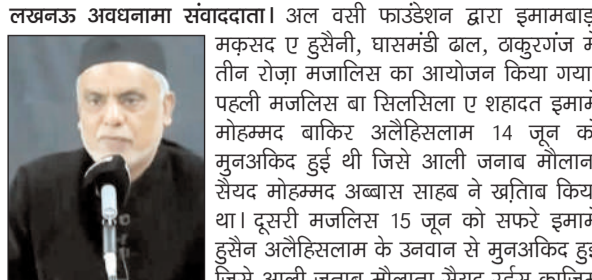 लखनऊ अवधनामा संवाददाता। अल वसी फाउंडेशन द्वारा
मक़सद ए हुसैनी, घासमंडी ढाल, ठाकुरगंज
तीन रोज़ा मजालिस का आयोजन किया गया
पहली मजलिस बा सिलसिला ए शहादत इमामे
मोहम्मद बाकिर अलैहिसलाम 14 जून
मुनअकिद हुई थी जिसे आली जनाब
सैयद मोहम्मद अब्बास साहब ने ख़िताब
था। दूसरी मजलिस 15 जून को सफरे इमामे
हुसैन अलैहिसलाम के उनवान से मुनअकिद